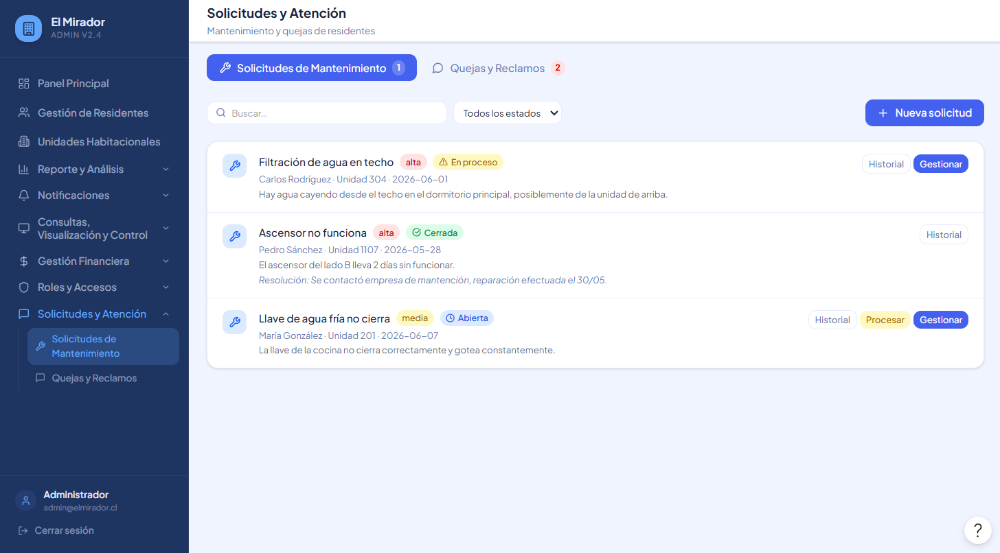 El Mirador
ADMIN V2.4
Panel Principal
Gestión de Residentes
Unidades Habitacionales
Reporte y Análisis
Notificaciones
Consultas,
Visualización y Control
Gestión Financiera
Roles y Accesos
Solicitudes y Atención
Solicitudes de
Mantenimiento
Quejas y Reclamos
Administrador
admin@elmirador.cl
Cerrar sesión
Solicitudes y Atención
Mantenimiento y quejas de residentes
Solicitudes de Mantenimiento 1
Quejas y Reclamos 2
Buscar...
Todos los estados
+ Nueva solicitud
Filtración de agua en techo alta En proceso
Historial Gestionar
Carlos Rodríguez · Unidad 304 · 2026-06-01
Hay agua cayendo desde el techo en el dormitorio principal, posiblemente de la unidad de arriba.
Ascensor no funciona alta Cerrada
Historial
Pedro Sánchez · Unidad 1107 · 2026-05-28
El ascensor del lado B lleva 2 días sin funcionar.
Resolución: Se contactó empresa de mantención, reparación efectuada el 30/05.
Llave de agua fría no cierra media Abierta
Historial Procesar Gestionar
María González · Unidad 201 · 2026-06-07
La llave de la cocina no cierra correctamente y gotea constantemente.
?